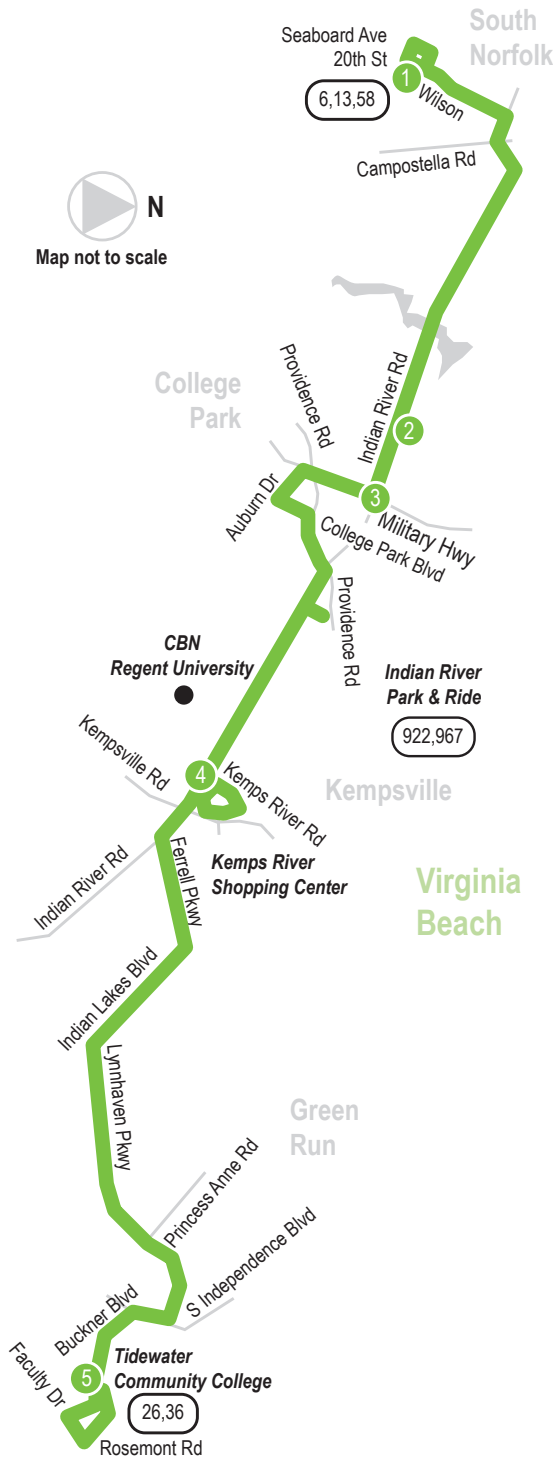 South
Norfolk
Seaboard Ave
20th St
1
6,13,58
Wilson
Campostella Rd
N
Map not to scale
College
Park
Providence Rd
Indian River Rd
2
Auburn Dr
3
Military Hwy
College Park Blvd
Providence Rd
CBN
Regent University
Indian River
Park & Ride
922,967
Kempsville Rd
4
Kemps River Rd
Kempsville
Indian River Rd
Ferrell Pkwy
Kemps River
Shopping Center
Virginia
Beach
Indian Lakes Blvd
Lynnhaven Pkwy
Green
Run
Princess Anne Rd
S Independence Blvd
Buckner Blvd
Faculty Dr
5
Tidewater
Community College
26,36
Rosemont Rd